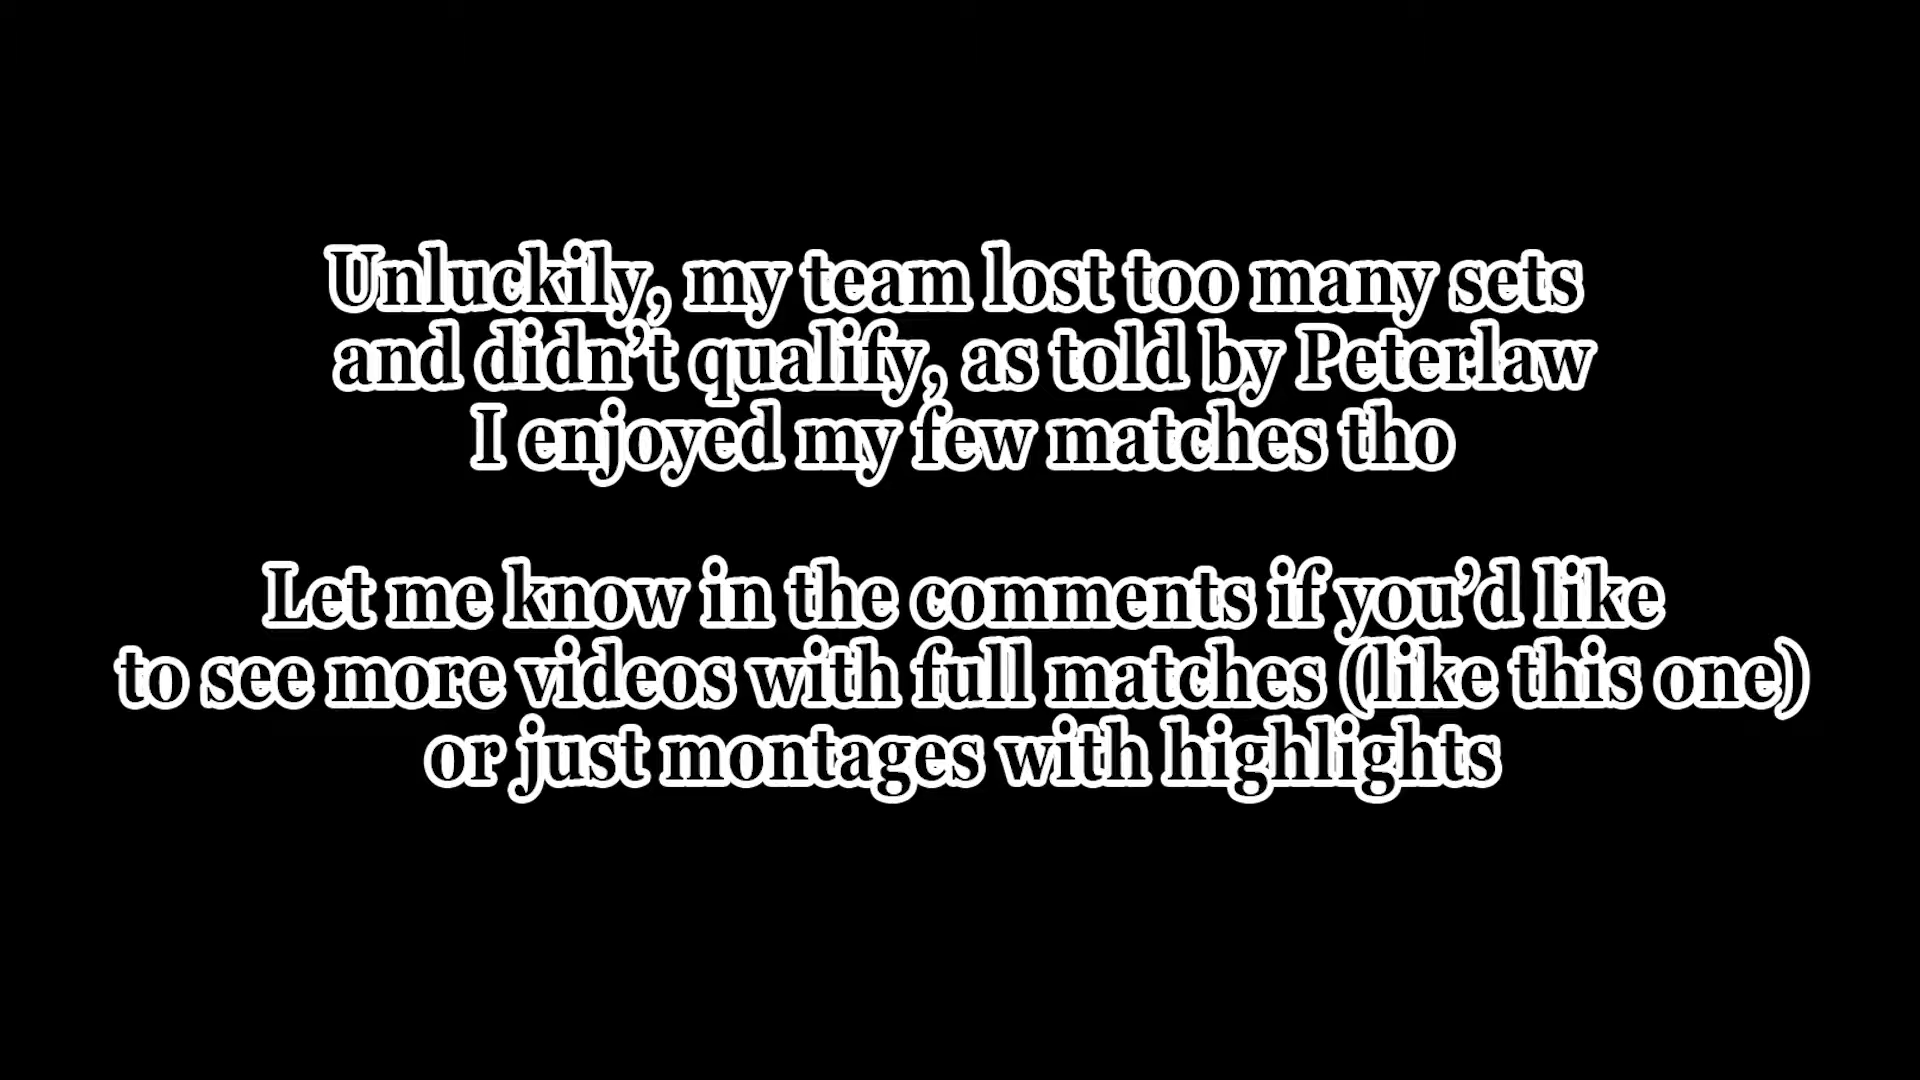 Unluckily, my team lost too many sets
and didn’t qualify, as told by Peterlaw
I enjoyed my few matches tho
Let me know in the comments if you’d like
to see more videos with full matches (like this one)
or just montages with highlights